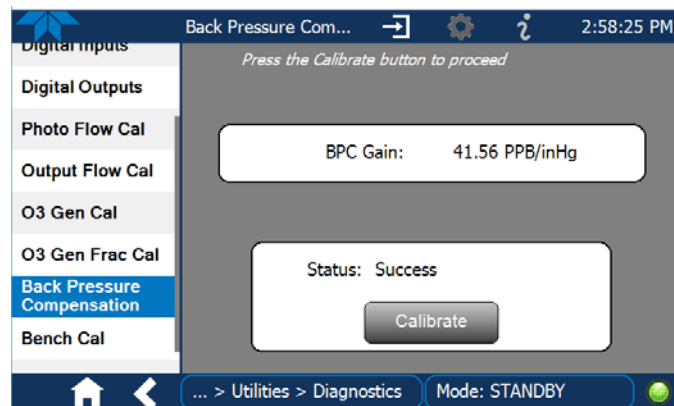 Back Pressure Com...
2:58:25 PM
Digital Inputs
Digital Outputs
Photo Flow Cal
Output Flow Cal
O3 Gen Cal
O3 Gen Frac Cal
Back Pressure
Compensation
Bench Cal
Press the Calibrate button to proceed
BPC Gain: 41.56 PPB/inHg
Status: Success
Calibrate
... > Utilities > Diagnostics
Mode: STANDBY